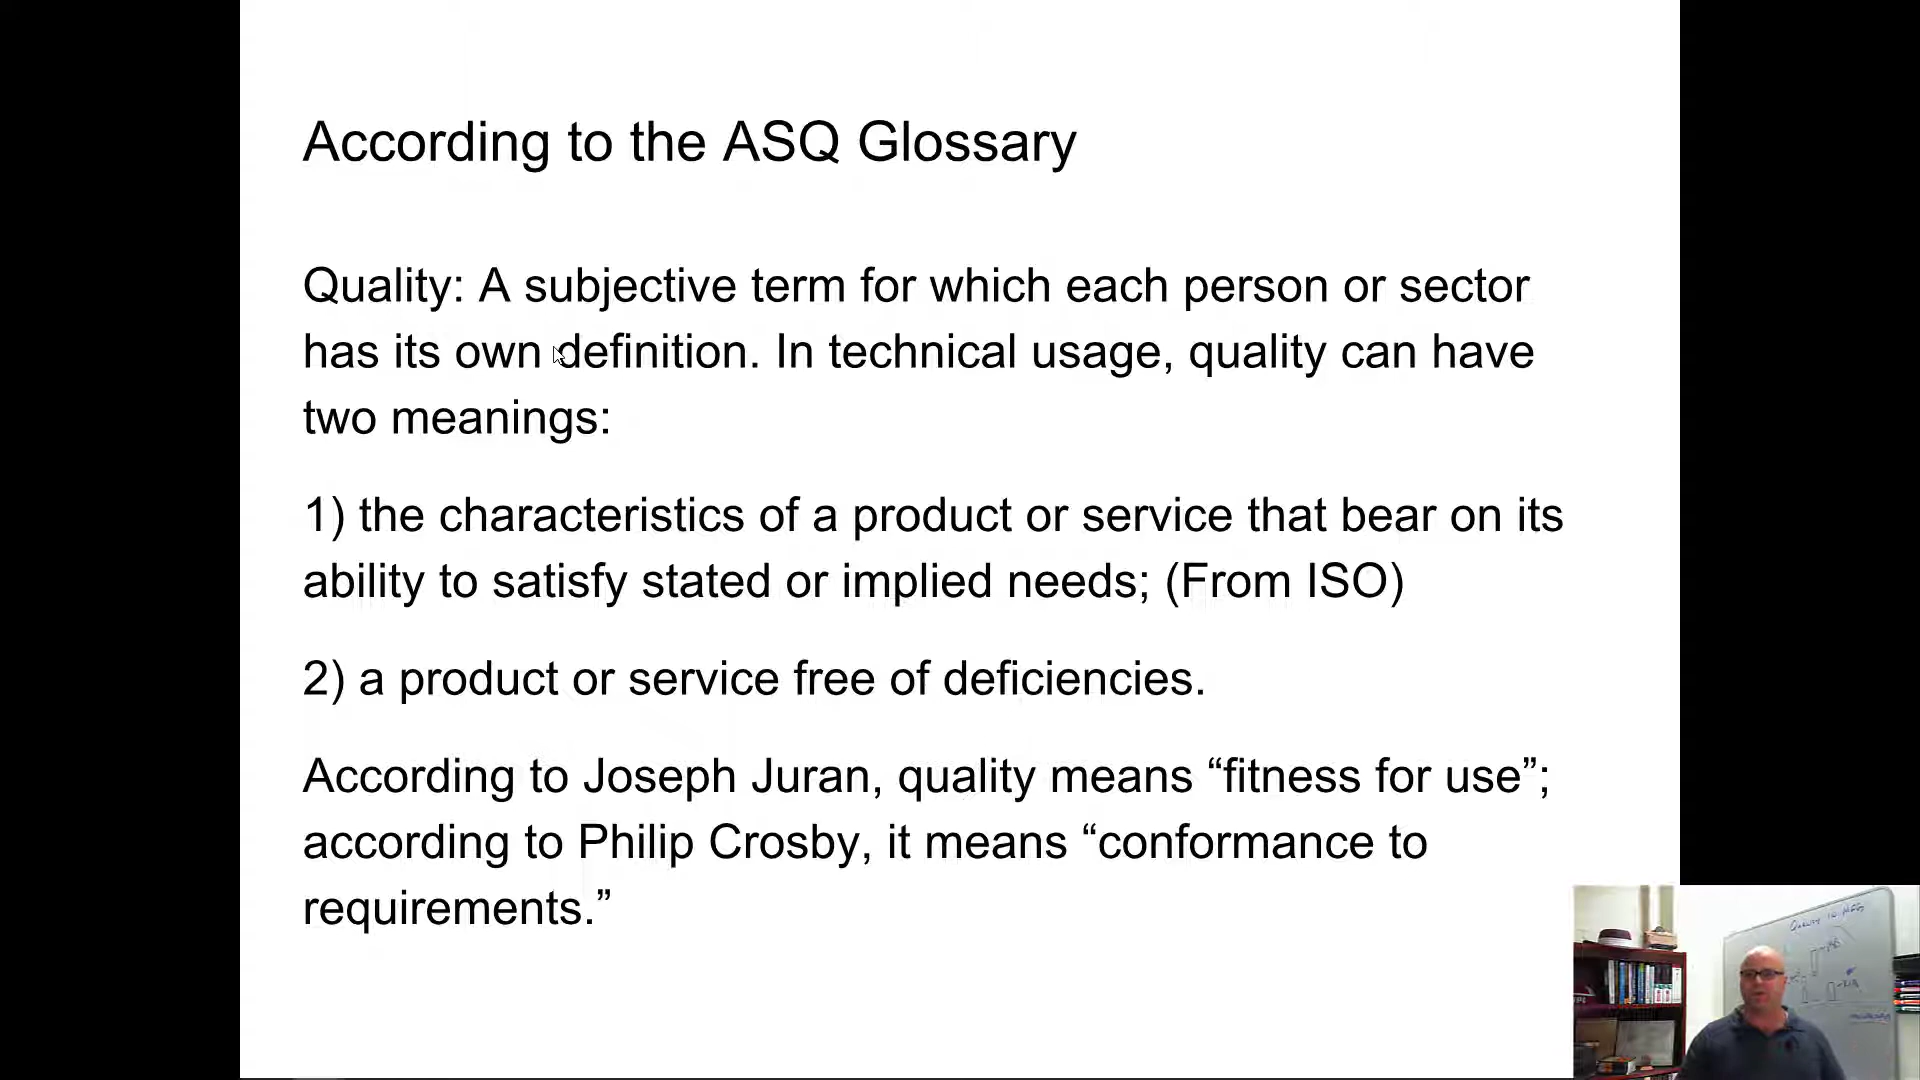 According to the ASQ Glossary
Quality: A subjective term for which each person or sector
has its own definition. In technical usage, quality can have
two meanings:
1) the characteristics of a product or service that bear on its
ability to satisfy stated or implied needs; (From ISO)
2) a product or service free of deficiencies.
According to Joseph Juran, quality means “fitness for use”;
according to Philip Crosby, it means “conformance to
requirements.”